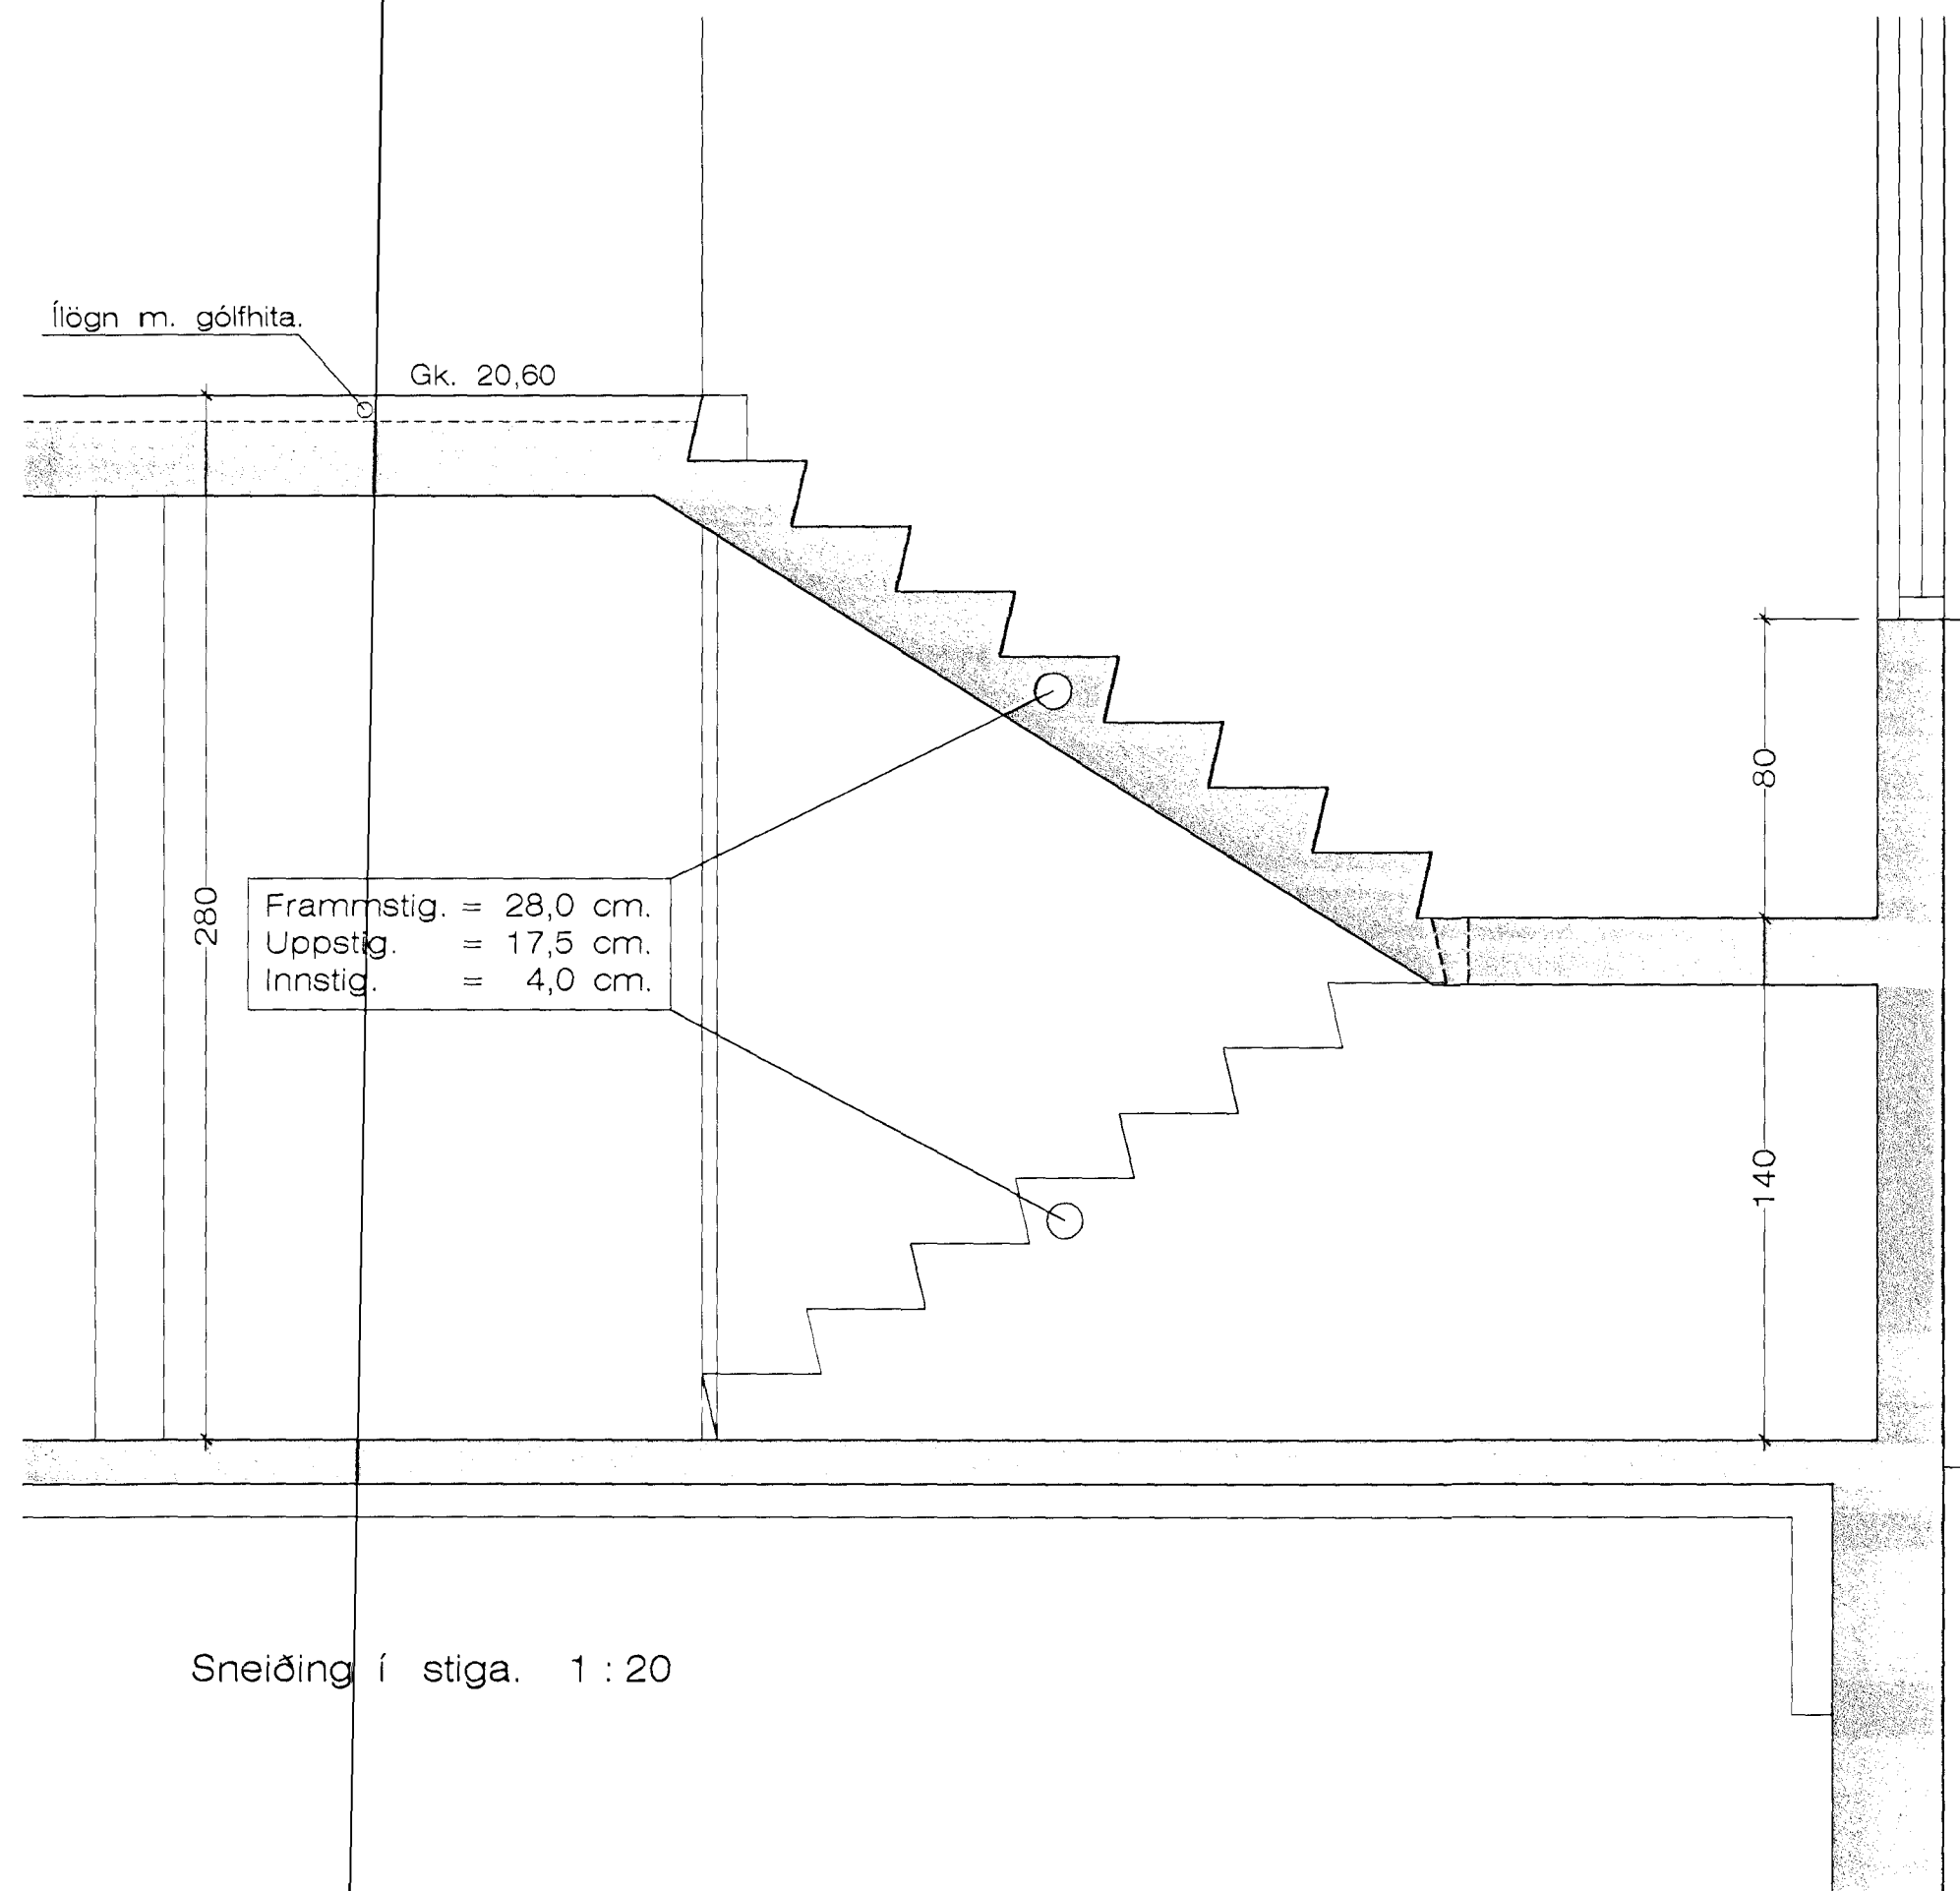 Ílögn m. gólfhita.
Gk. 20,60
280
Frammstig. = 28,0 cm.
Uppstig. = 17,5 cm.
Innstig. = 4,0 cm.
80
140
Sneiðing í stiga. 1 : 20